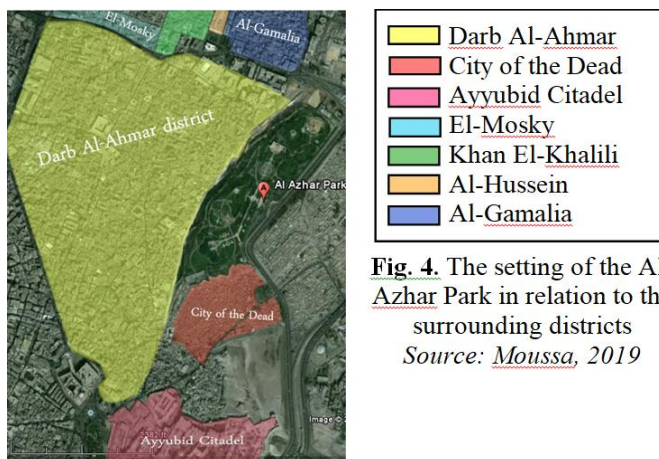 El-Mosky
Al-Gamalia
Darb Al-Ahmar district
Al Azhar Park
City of the Dead
Ayyubid Citadel
Image ©
Darb Al-Ahmar
City of the Dead
Ayyubid Citadel
El-Mosky
Khan El-Khalili
Al-Hussein
Al-Gamalia
Fig. 4. The setting of the Al
Azhar Park in relation to th
surrounding districts
Source: Moussa, 2019